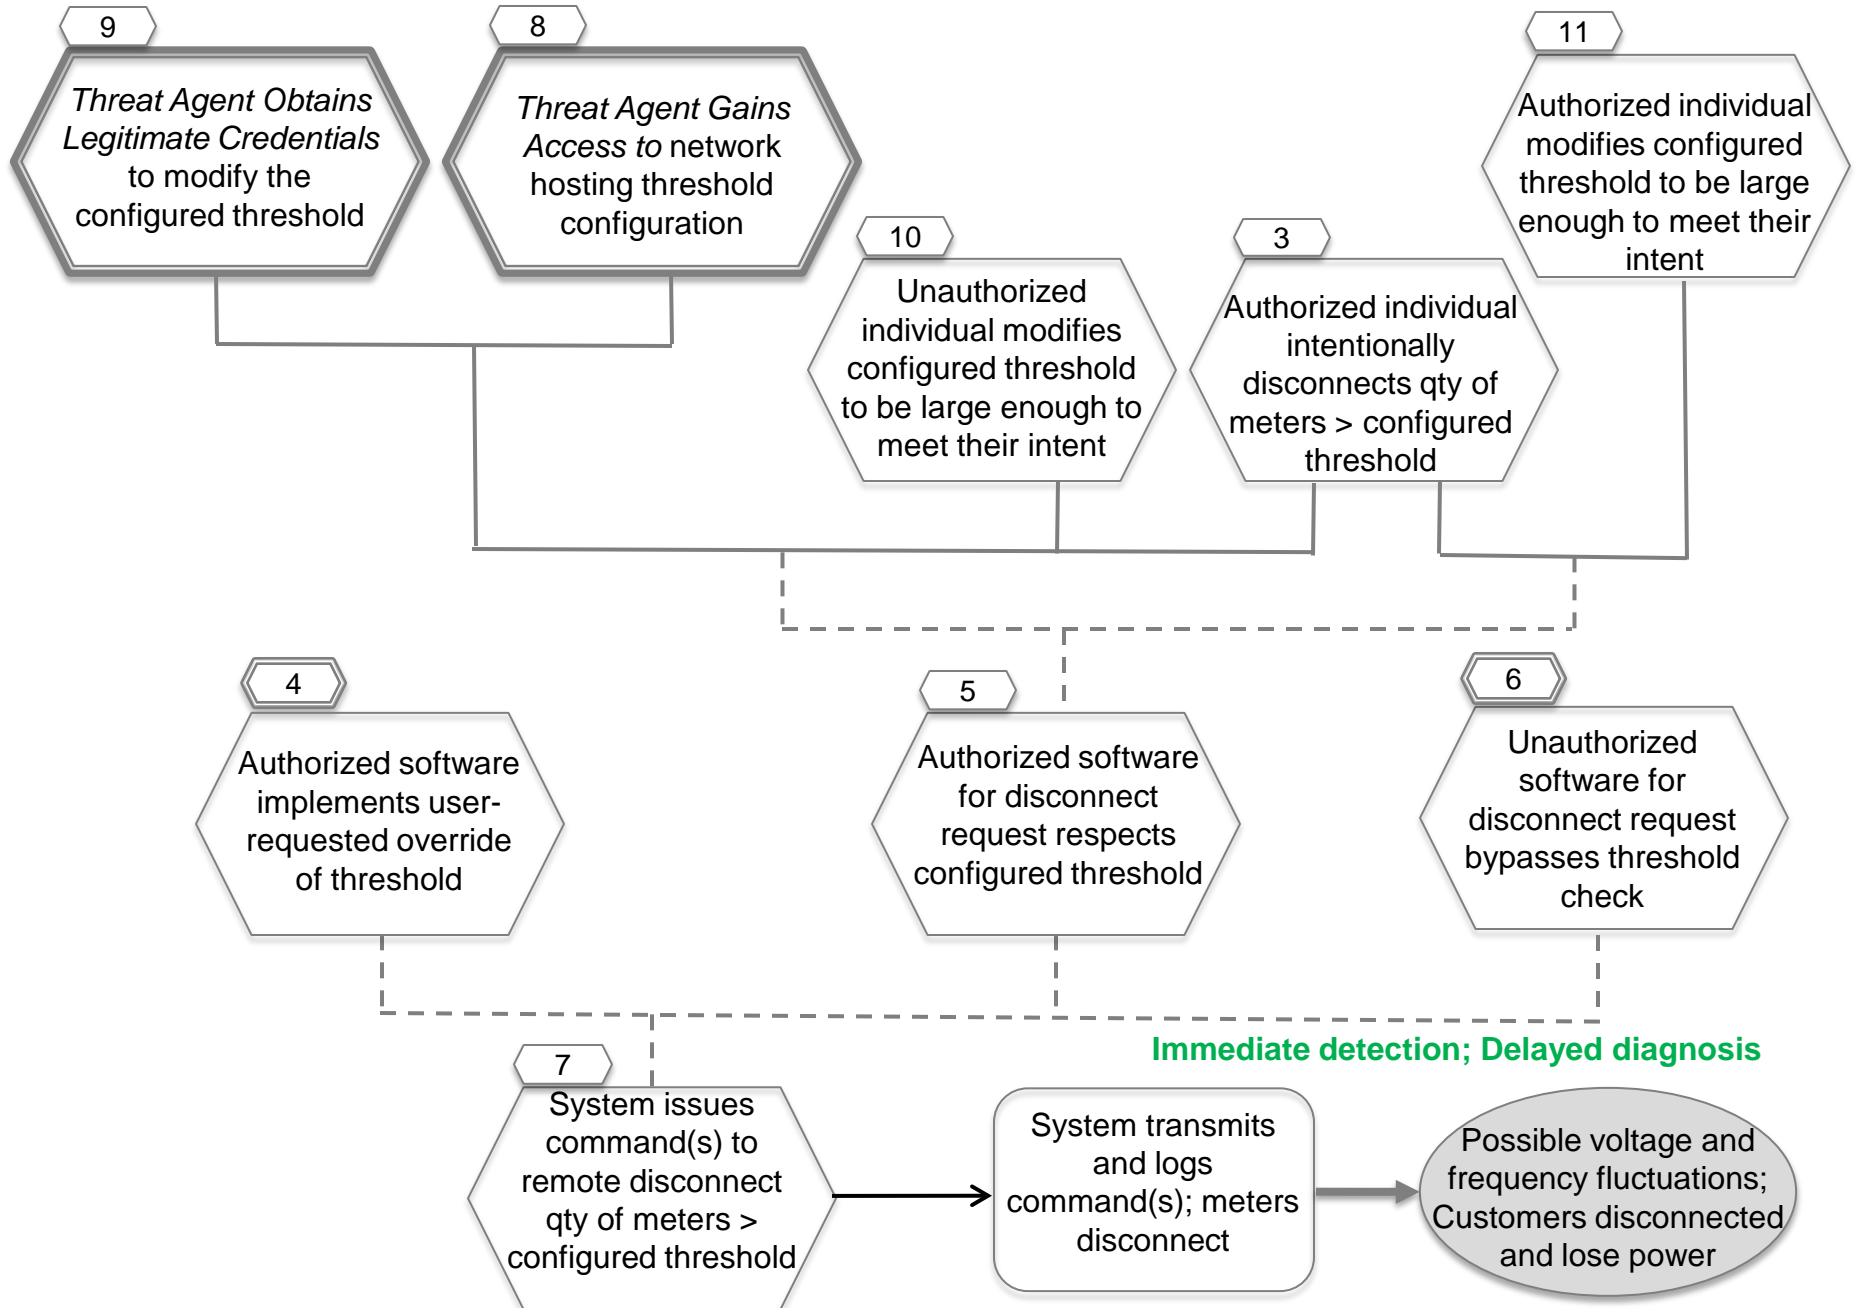 9
Threat Agent Obtains
Legitimate Credentials
to modify the
configured threshold
8
Threat Agent Gains
Access to network
hosting threshold
configuration
11
Authorized individual
modifies configured
threshold to be large
enough to meet their
intent
10
Unauthorized
individual modifies
configured threshold
to be large enough to
meet their intent
3
Authorized individual
intentionally
disconnects qty of
meters > configured
threshold
4
Authorized software
implements user-
requested override
of threshold
5
Authorized software
for disconnect
request respects
configured threshold
6
Unauthorized
software for
disconnect request
bypasses threshold
check
Immediate detection; Delayed diagnosis
7
System issues
command(s) to
remote disconnect
qty of meters >
configured threshold
System transmits
and logs
command(s); meters
disconnect
Possible voltage and
frequency fluctuations;
Customers disconnected
and lose power